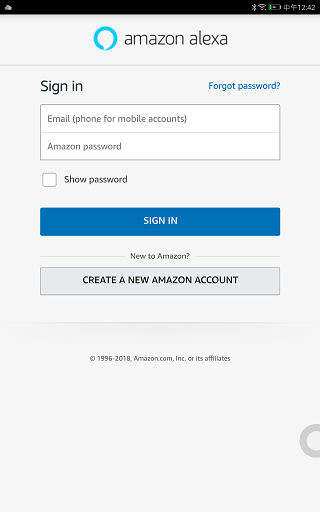 中午12:42
amazon alexa
Sign in
Forgot password?
Email (phone for mobile accounts)
Amazon password
Show password
SIGN IN
New to Amazon?
CREATE A NEW AMAZON ACCOUNT
© 1996-2018, Amazon.com, Inc. or its affiliates